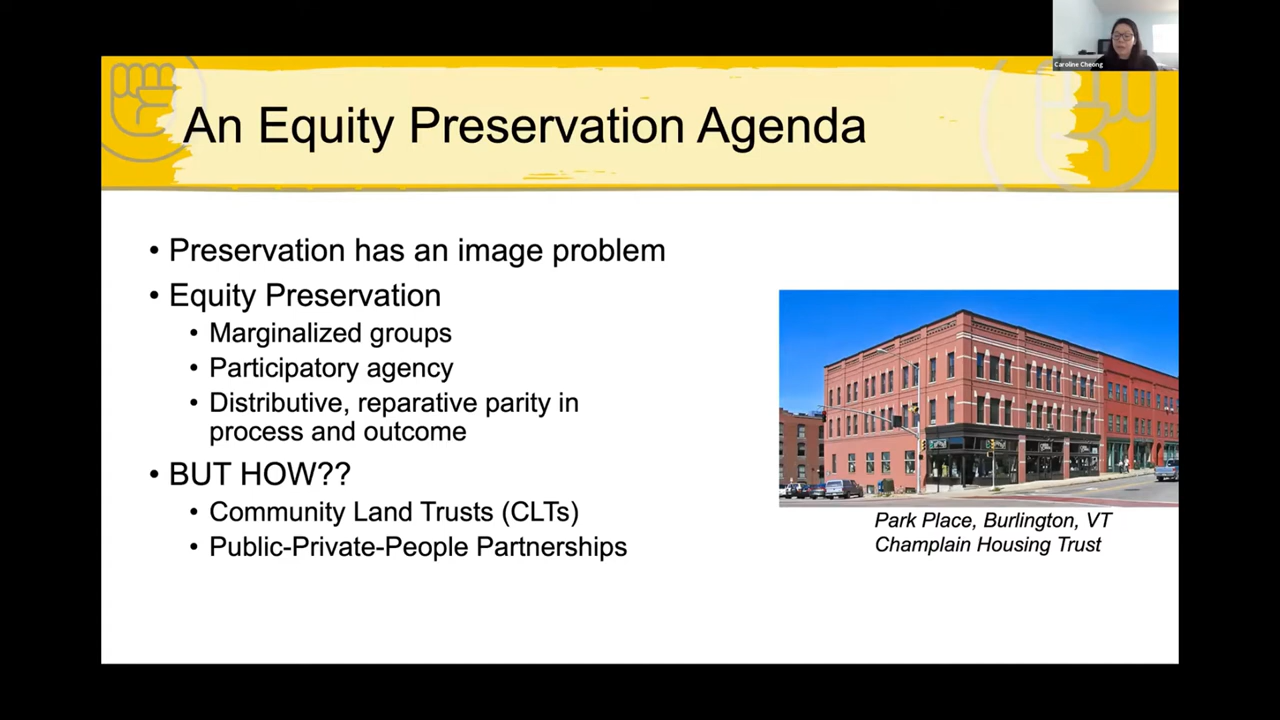 Caroline Cheong
An Equity Preservation Agenda
• Preservation has an image problem
• Equity Preservation
• Marginalized groups
• Participatory agency
• Distributive, reparative parity in
process and outcome
• BUT HOW??
• Community Land Trusts (CLTs)
• Public-Private-People Partnerships
Park Place, Burlington, VT
Champlain Housing Trust